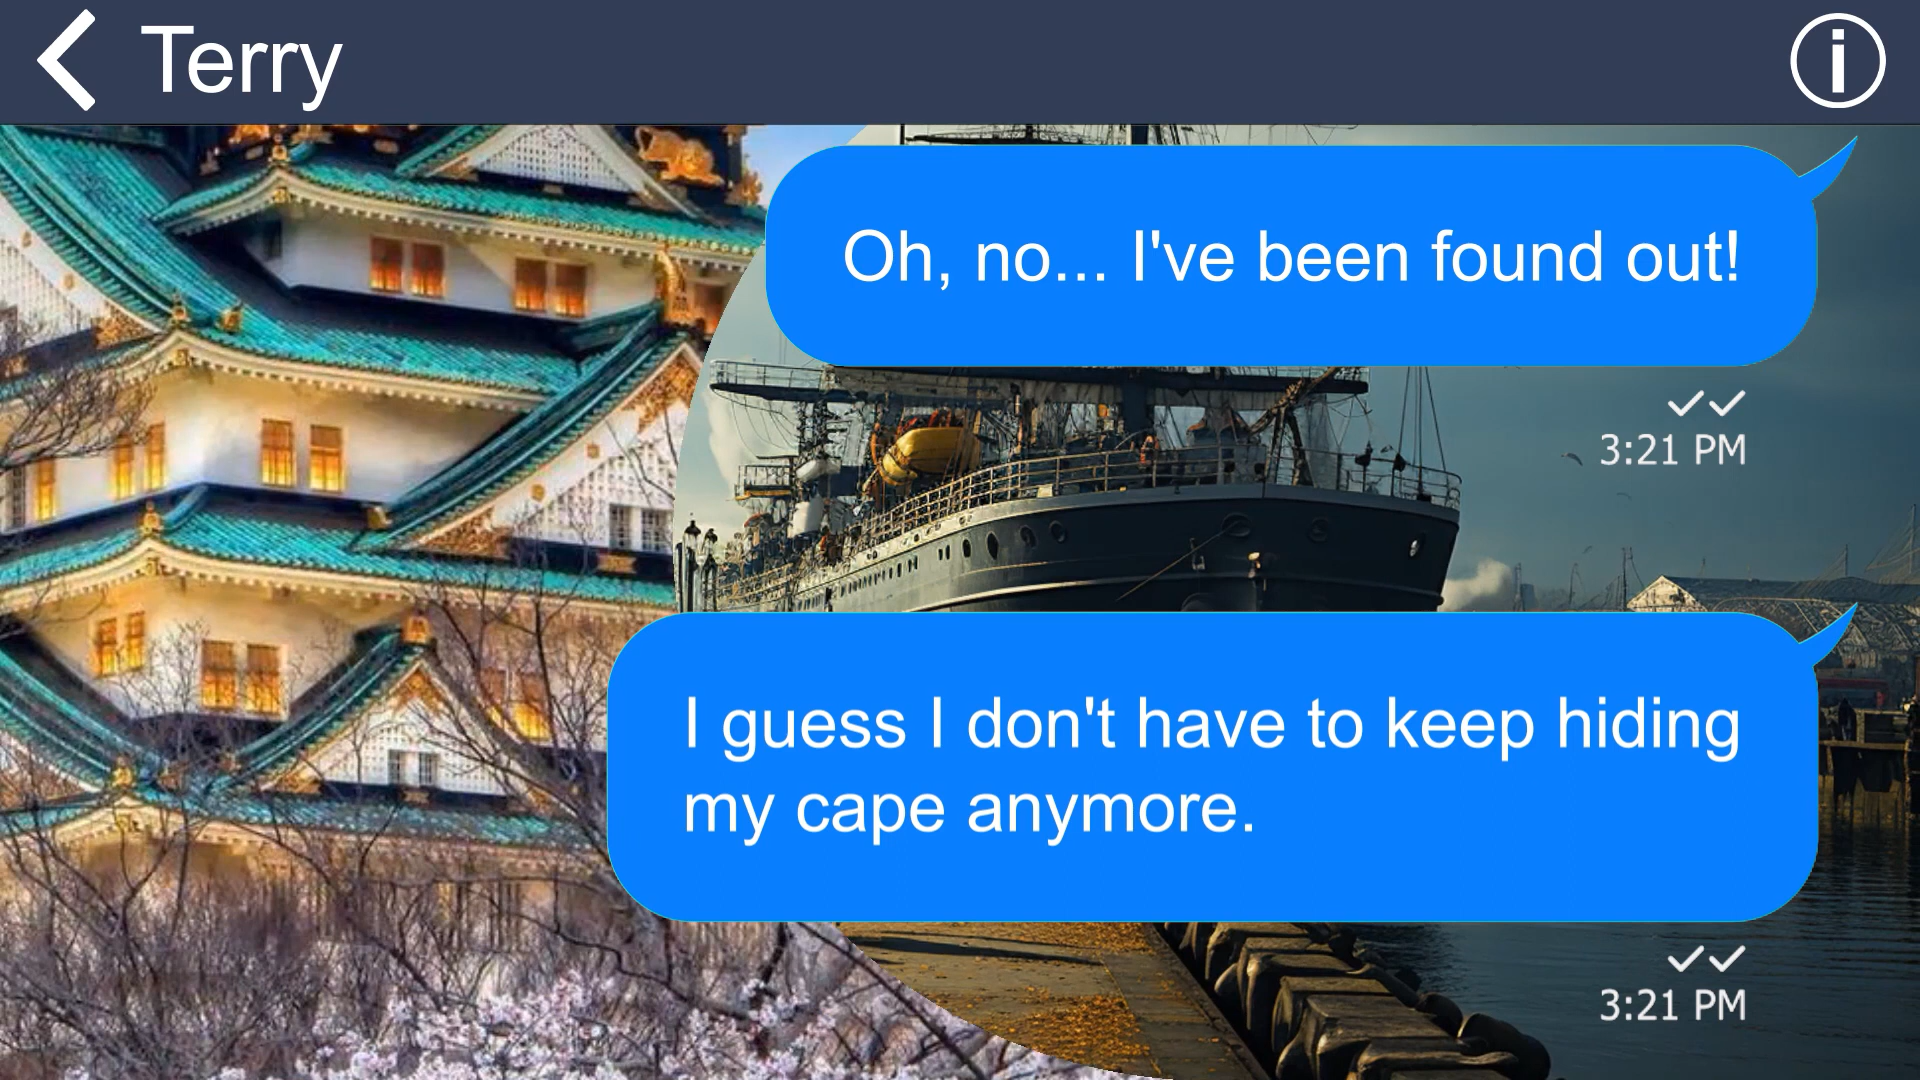 Terry
Oh, no... I've been found out!
3:21 PM
I guess I don't have to keep hiding
my cape anymore.
3:21 PM